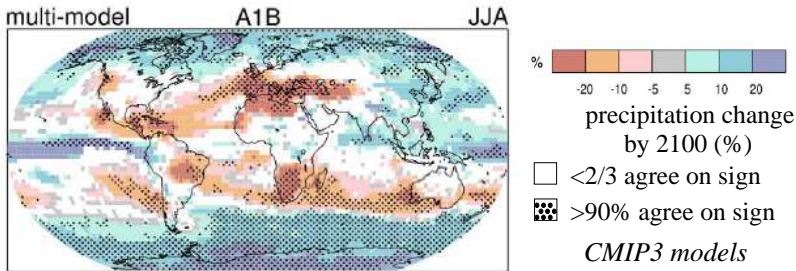 multi-model A1B JJA
%
-20 -10 -5 5 10 20
precipitation change
by 2100 (%)
<2/3 agree on sign
>90% agree on sign
CMIP3 models